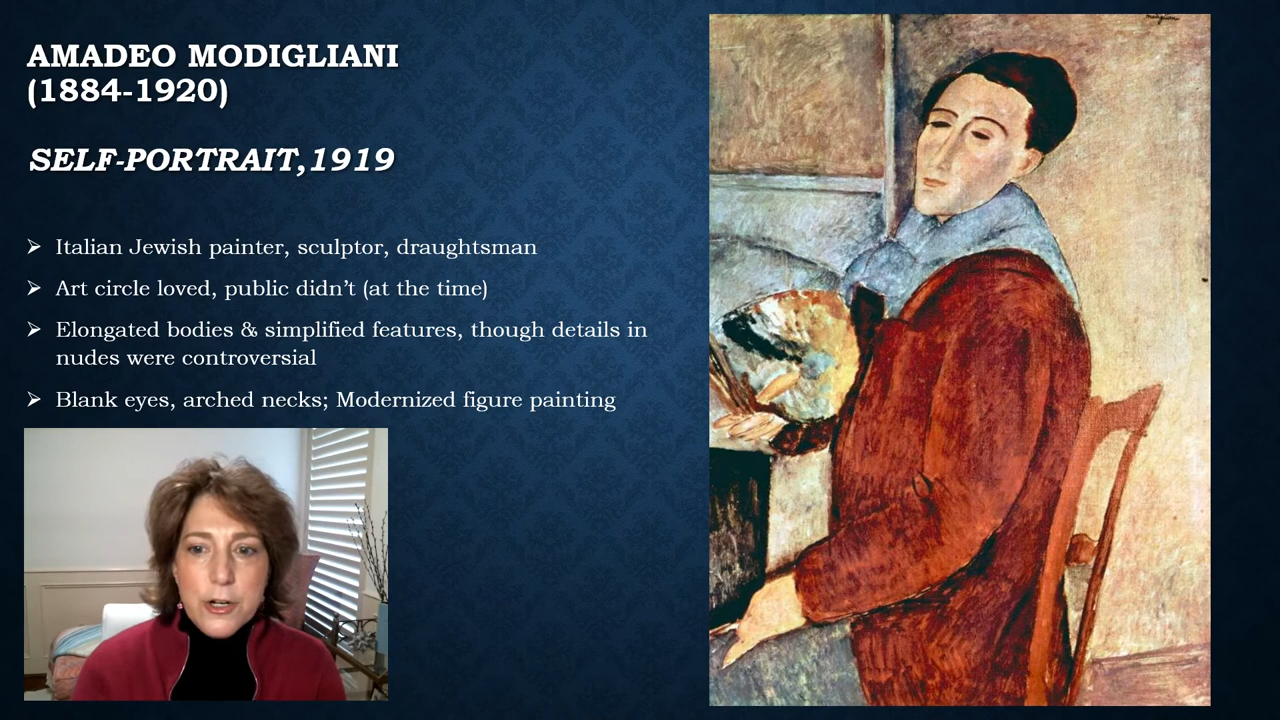 AMADEO MODIGLIANI
(1884-1920)
SELF-PORTRAIT,1919
Italian Jewish painter, sculptor, draughtsman
Art circle loved, public didn't (at the time)
Elongated bodies & simplified features, though details in
nudes were controversial
Blank eyes, arched necks; Modernized figure painting
modigliani